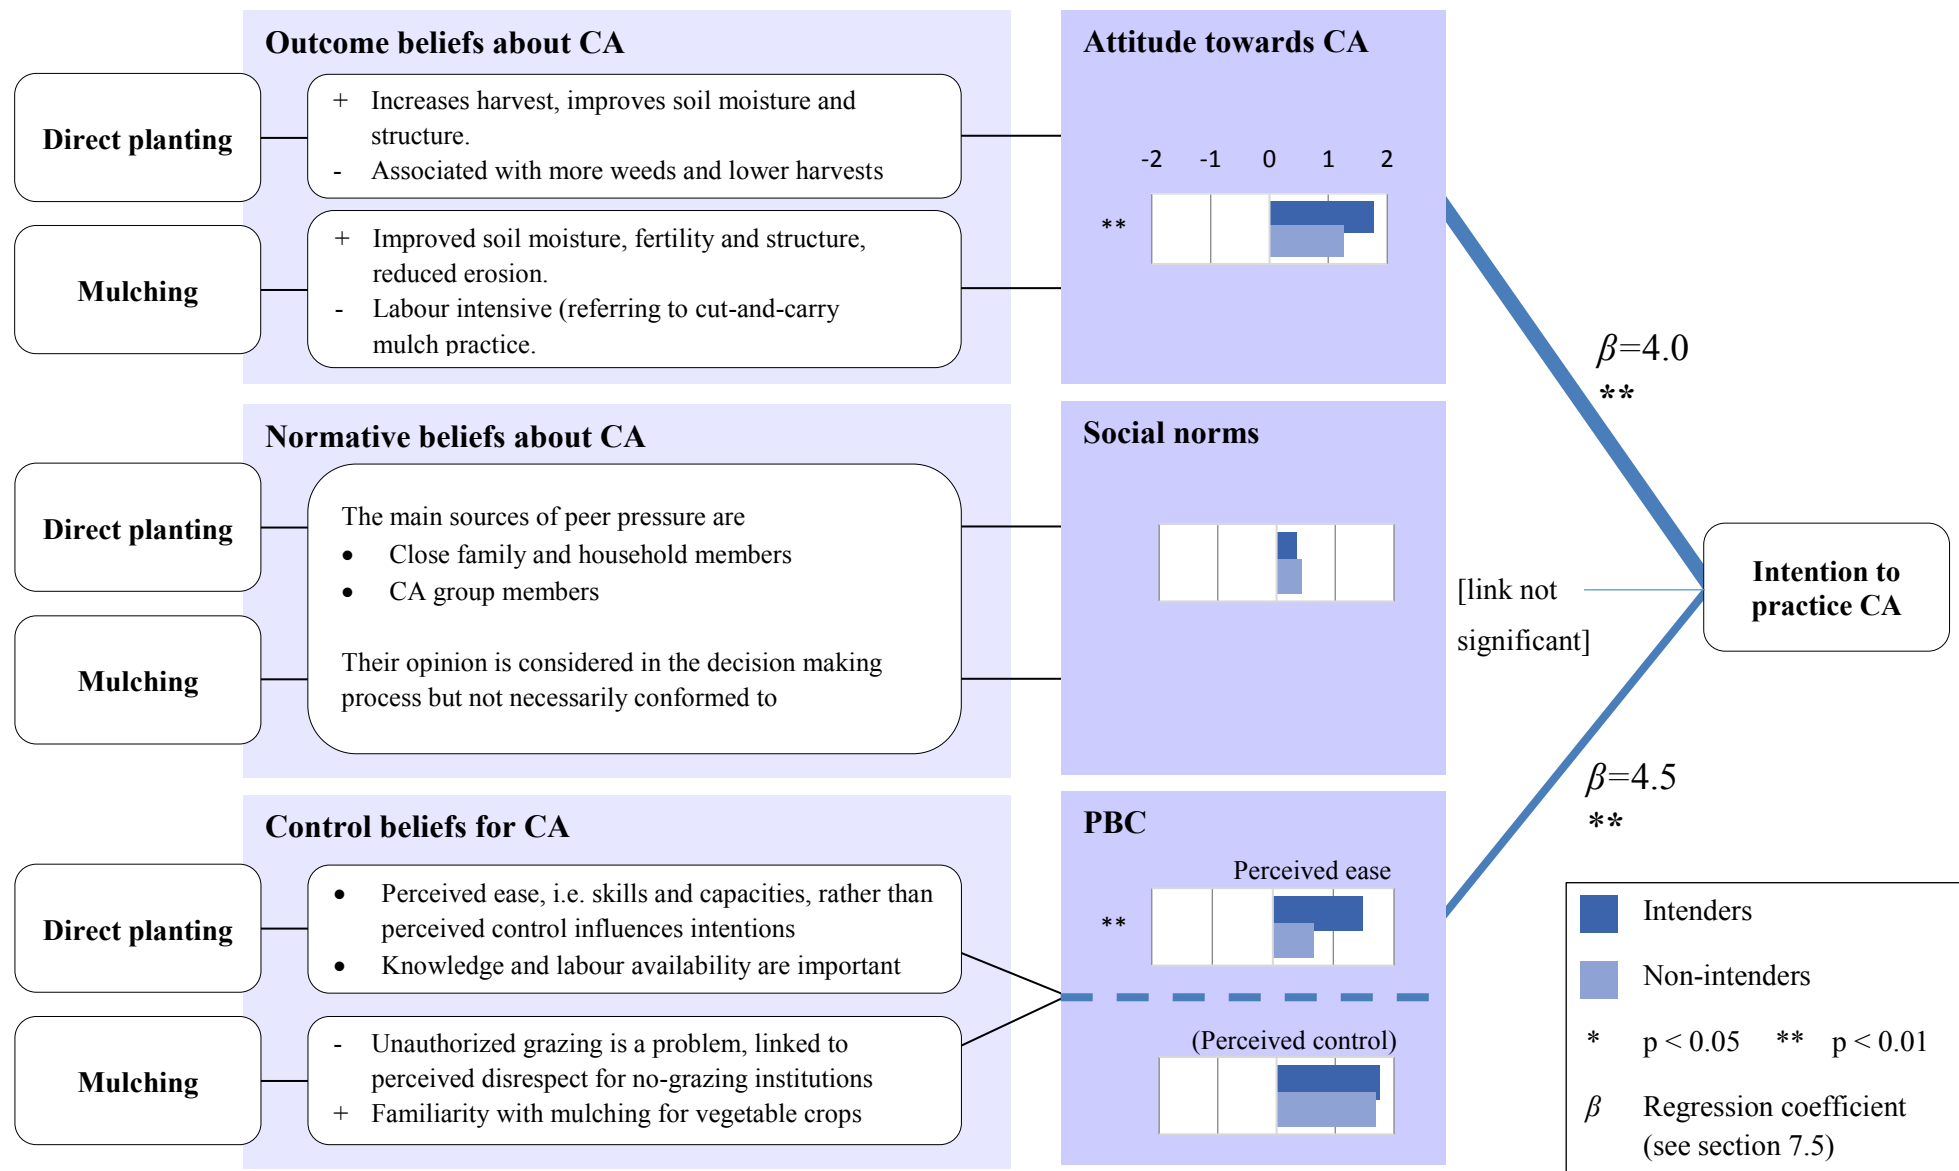 Outcome beliefs about CA
Direct planting
+ Increases harvest, improves soil moisture and
structure.
- Associated with more weeds and lower harvests
Mulching
+ Improved soil moisture, fertility and structure,
reduced erosion.
- Labour intensive (referring to cut-and-carry
mulch practice.
Attitude towards CA
-2 -1 0 1 2
**
β=4.0
**
Normative beliefs about CA
Direct planting
Mulching
The main sources of peer pressure are
• Close family and household members
• CA group members
Their opinion is considered in the decision making
process but not necessarily conformed to
Social norms
[link not
significant]
Intention to
practice CA
Control beliefs for CA
Direct planting
• Perceived ease, i.e. skills and capacities, rather than
perceived control influences intentions
• Knowledge and labour availability are important
Mulching
- Unauthorized grazing is a problem, linked to
perceived disrespect for no-grazing institutions
+ Familiarity with mulching for vegetable crops
PBC
Perceived ease
**
(Perceived control)
β=4.5
**
Intenders
Non-intenders
* p < 0.05 ** p < 0.01
β Regression coefficient
(see section 7.5)